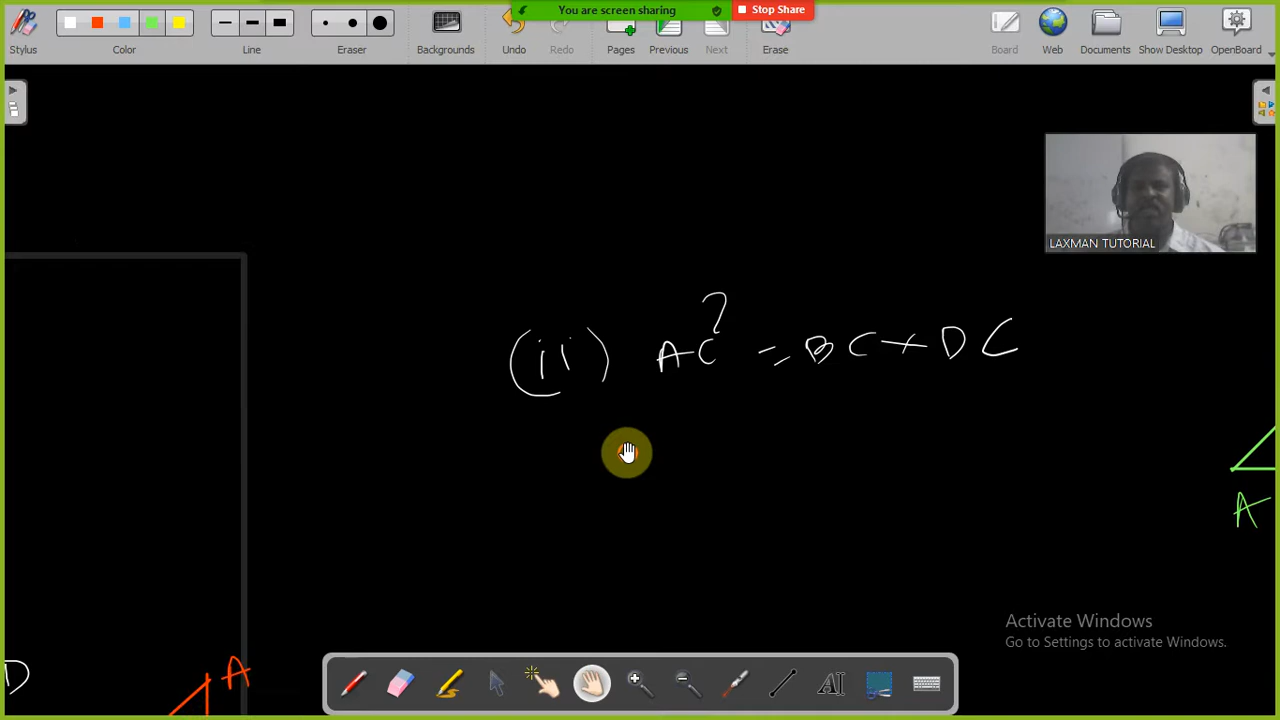 You are screen sharing
Stop Share
Stylus
Color
Line
Eraser
Backgrounds
Undo
Redo
Pages
Previous
Next
Erase
Board
Web
Documents
Show Desktop
OpenBoard
LAXMAN TUTORIAL
(ii) AC² = BC × DC
A
D
A
Activate Windows
Go to Settings to activate Windows.